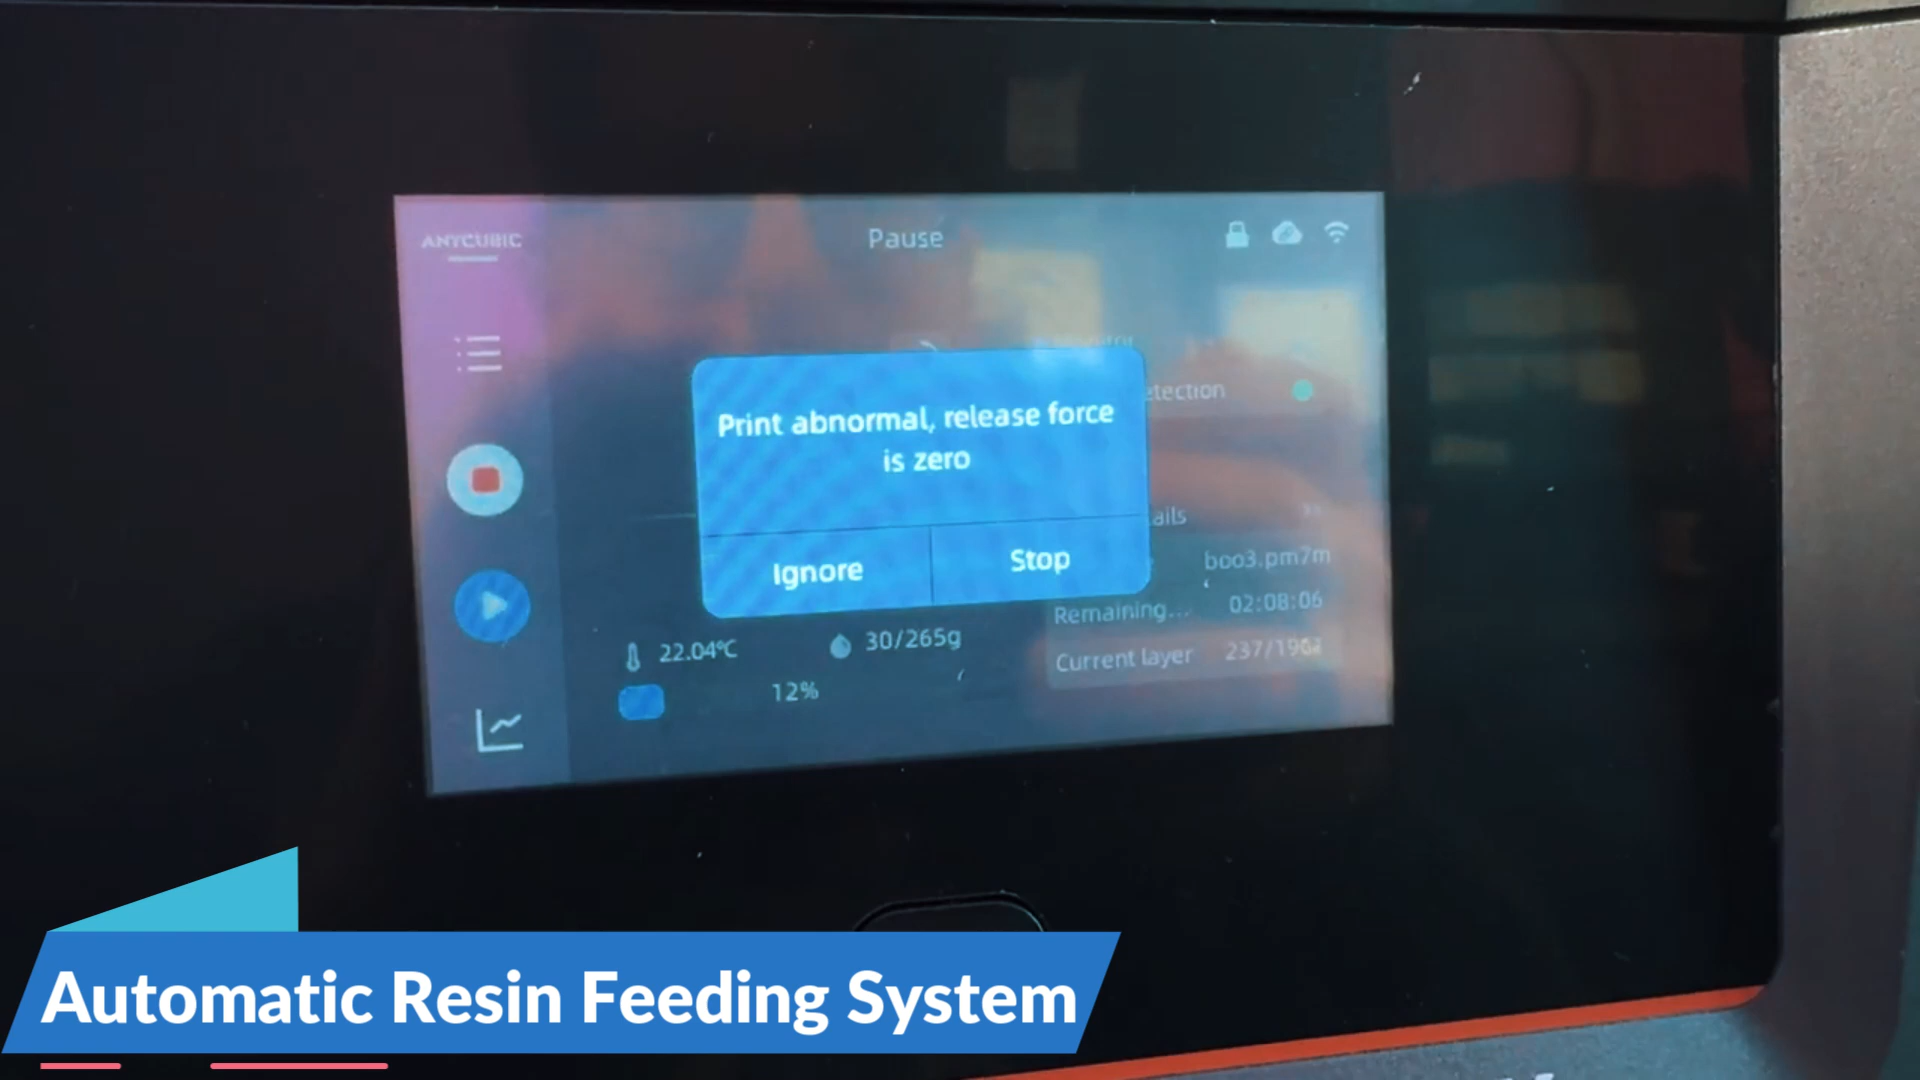 ANYCUBIC
Pause
Print abnormal, release force
is zero
Ignore
Stop
boo3.pm7m
Remaining...
02:08:06
Current layer
22.04℃
30/265g
12%
Automatic Resin Feeding System